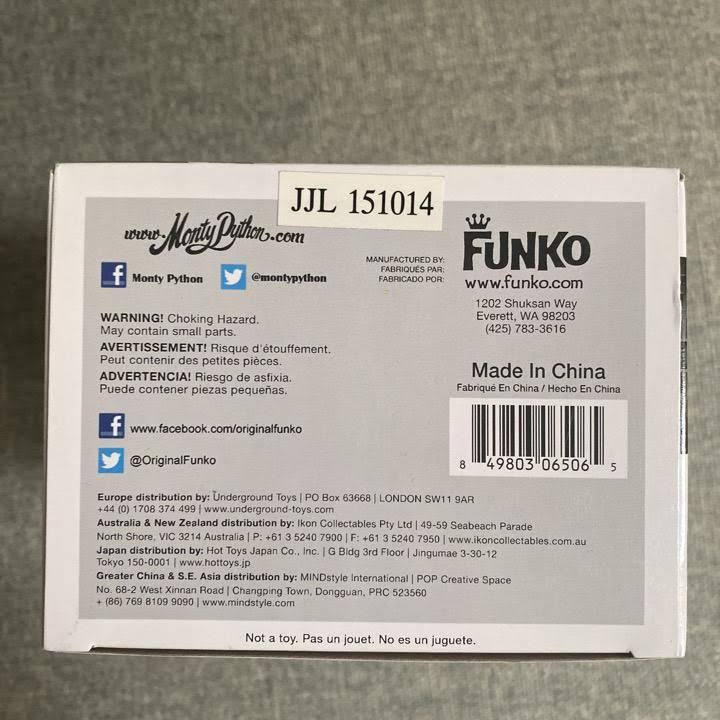 JJL 151014
www.MontyPython.com
Monty Python
@montypython
MANUFACTURED BY:
FABRIQUÉS PAR:
FABRICADO POR:
FUNKO
www.funko.com
1202 Shuksan Way
Everett, WA 98203
(425) 783-3616
WARNING! Choking Hazard.
May contain small parts.
AVERTISSEMENT! Risque d'étouffement.
Peut contenir des petites pièces.
ADVERTENCIA! Riesgo de asfixia.
Puede contener piezas pequeñas.
Made In China
Fabriqué En China / Hecho En China
www.facebook.com/originalfunko
@OriginalFunko
8 49803 06506 5
Europe distribution by: Underground Toys | PO Box 63668 | LONDON SW11 9AR
+44 (0) 1708 374 499 | www.underground-toys.com
Australia & New Zealand distribution by: Ikon Collectables Pty Ltd | 49-59 Seabeach Parade
North Shore, VIC 3214 Australia | P: +61 3 5240 7900 | F: +61 3 5240 7950 | www.ikoncollectables.com.au
Japan distribution by: Hot Toys Japan Co., Inc. | G Bldg 3rd Floor | Jingumae 3-30-12
Tokyo 150-0001 | www.hottoys.jp
Greater China & S.E. Asia distribution by: MINDstyle International | POP Creative Space
No. 68-2 West Xinnan Road | Changping Town, Dongguan, PRC 523560
+ (86) 769 8109 9090 | www.mindstyle.com
Not a toy. Pas un jouet. No es un juguete.